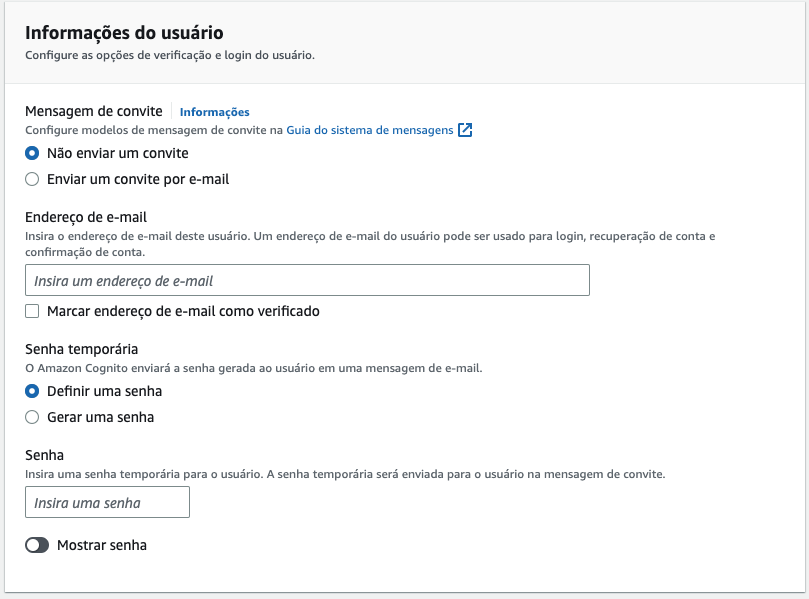 Informações do usuário
Configure as opções de verificação e login do usuário.
Mensagem de convite Informações
Configure modelos de mensagem de convite na Guia do sistema de mensagens
Não enviar um convite
Enviar um convite por e-mail
Endereço de e-mail
Insira o endereço de e-mail deste usuário. Um endereço de e-mail do usuário pode ser usado para login, recuperação de conta e
confirmação de conta.
Insira um endereço de e-mail
Marcar endereço de e-mail como verificado
Senha temporária
O Amazon Cognito enviará a senha gerada ao usuário em uma mensagem de e-mail.
Definir uma senha
Gerar uma senha
Senha
Insira uma senha temporária para o usuário. A senha temporária será enviada para o usuário na mensagem de convite.
Insira uma senha
Mostrar senha